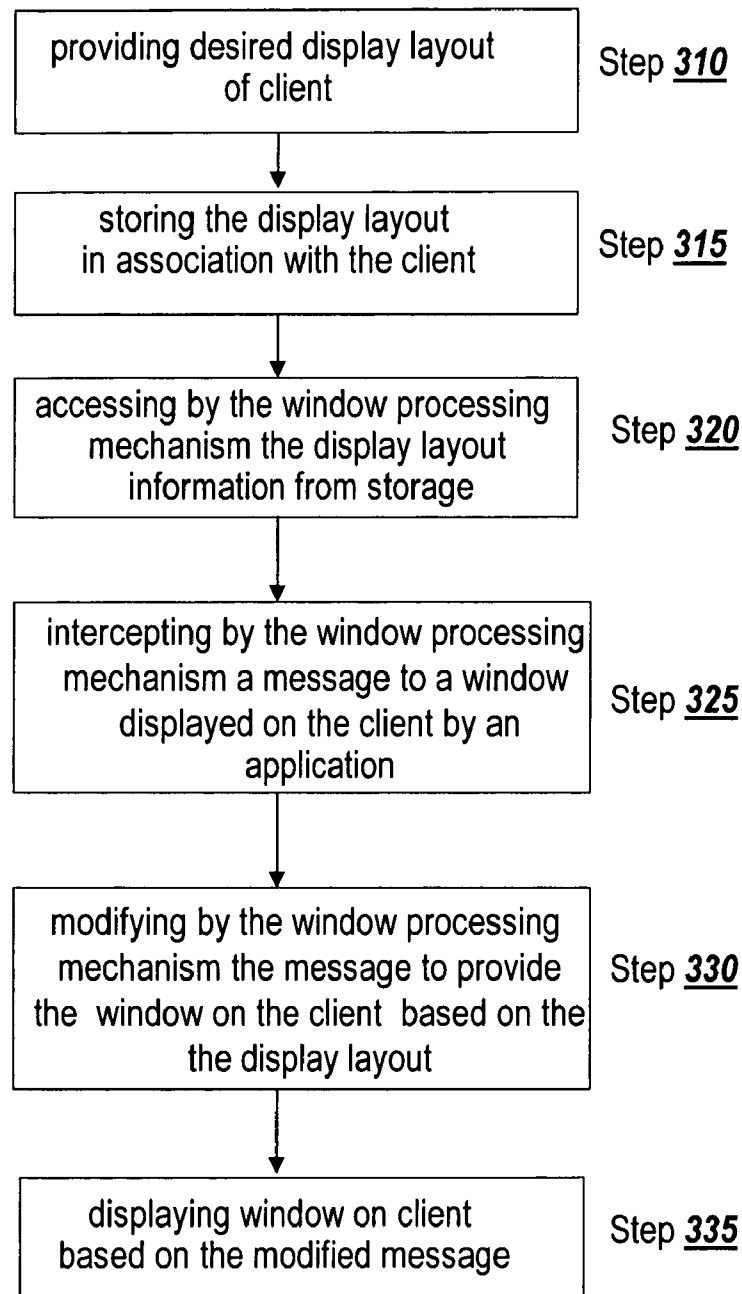 providing desired display layout
of client
Step 310
storing the display layout
in association with the client
Step 315
accessing by the window processing
mechanism the display layout
information from storage
Step 320
intercepting by the window processing
mechanism a message to a window
displayed on the client by an
application
Step 325
modifying by the window processing
mechanism the message to provide
the window on the client based on the
the display layout
Step 330
displaying window on client
based on the modified message
Step 335